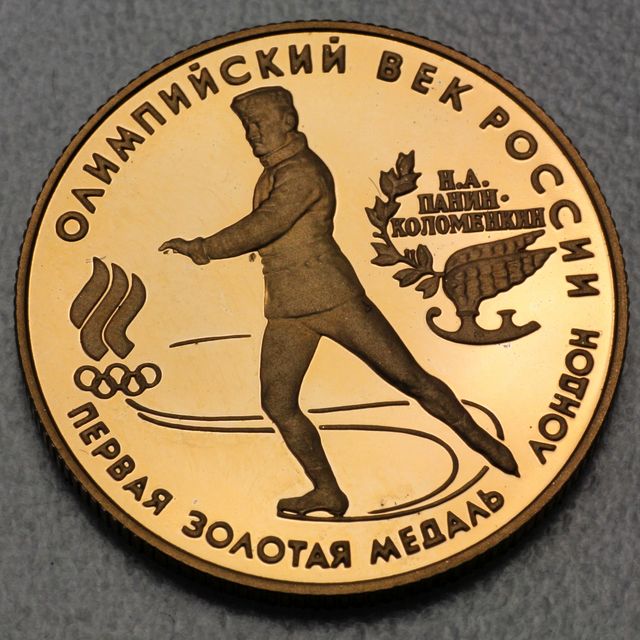 ОЛИМПИЙСКИЙ ВЕК РОССИИ
Н.А.
ПАНИН-
КОЛОМЕНКИН
ПЕРВАЯ ЗОЛОТАЯ МЕДАЛЬ
ЛОНДОН